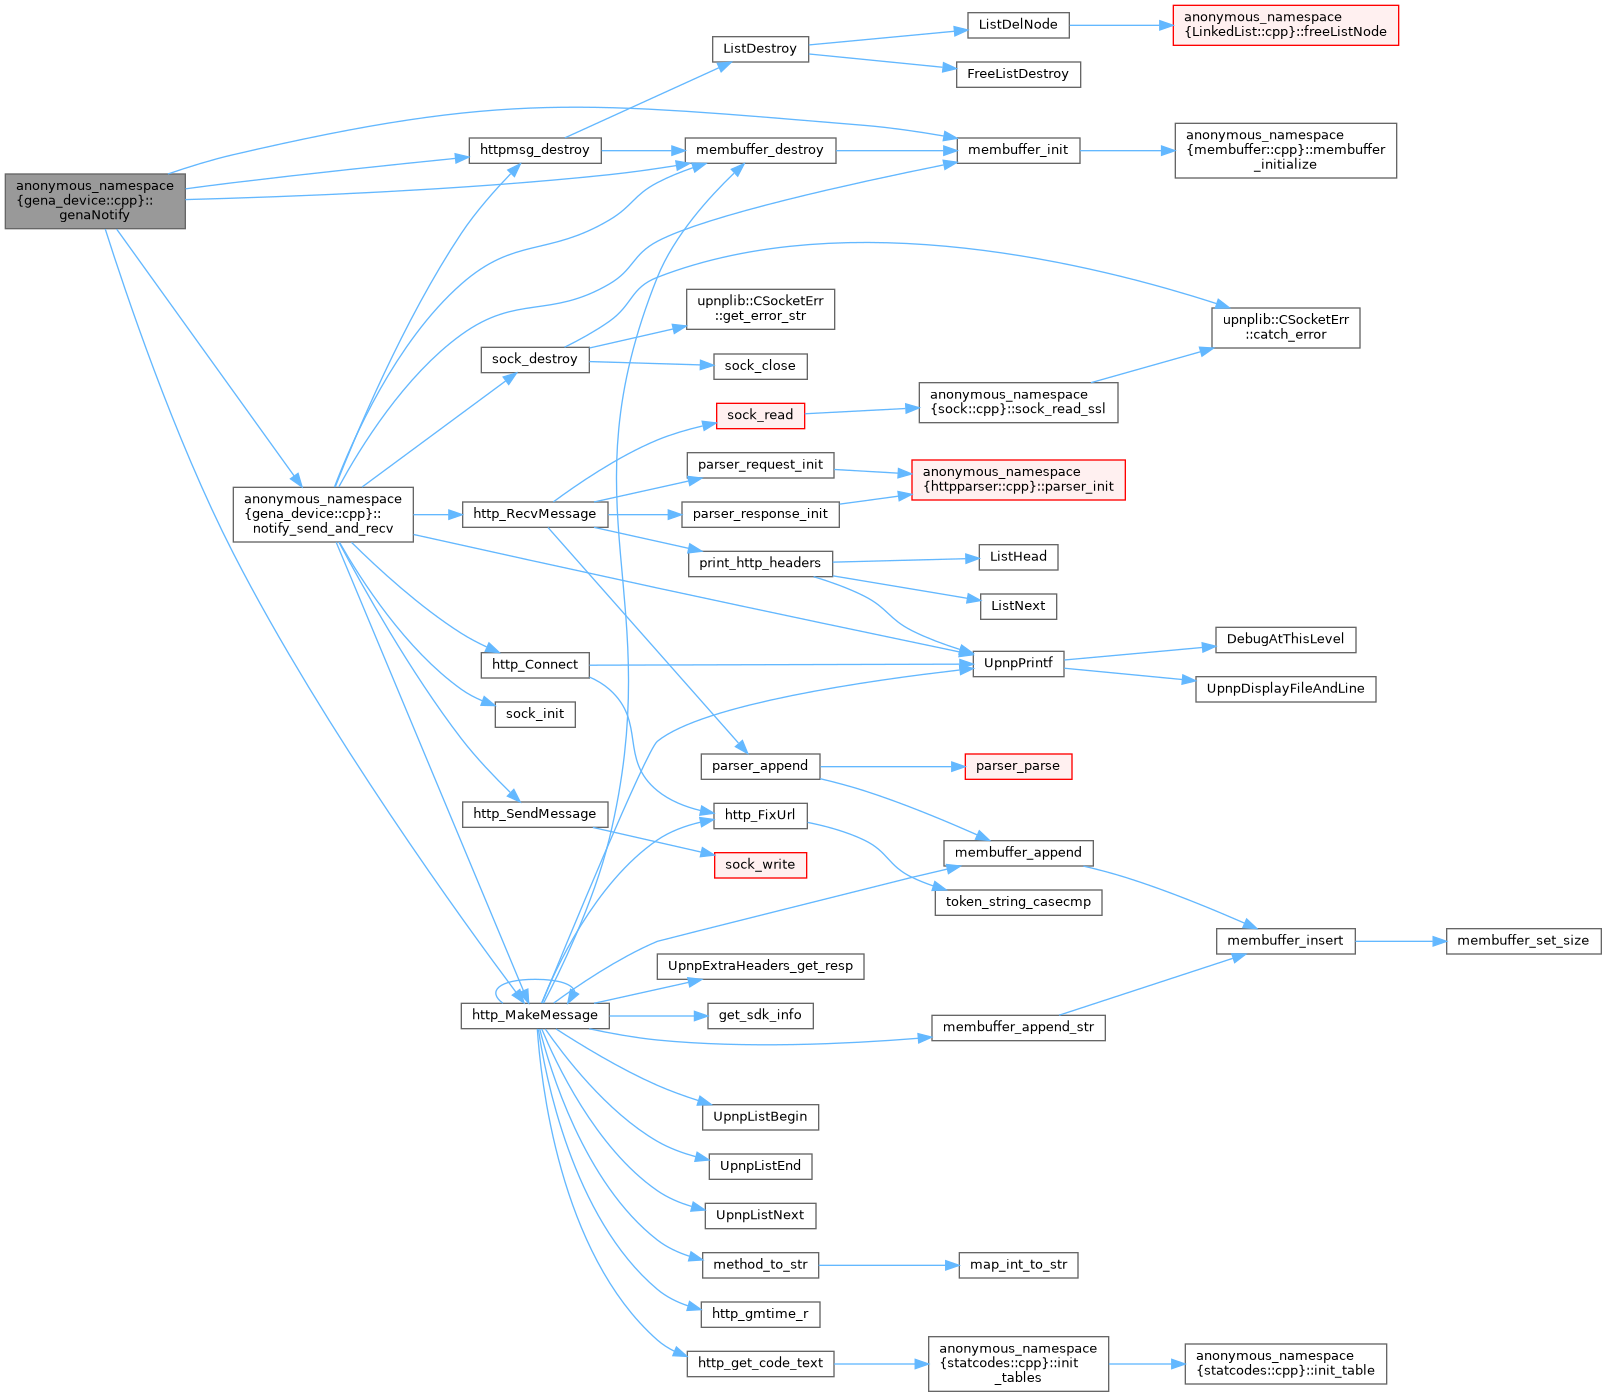 anonymous_namespace
{gena_device::cpp}::
genaNotify
anonymous_namespace
{gena_device::cpp}::
notify_send_and_recv
httpmsg_destroy
sock_destroy
http_RecvMessage
http_Connect
sock_init
http_SendMessage
http_MakeMessage
ListDestroy
membuffer_destroy
upnplib::CSocketErr
::get_error_str
sock_close
sock_read
parser_request_init
parser_response_init
print_http_headers
parser_append
http_FixUrl
sock_write
UpnpExtraHeaders_get_resp
get_sdk_info
UpnpListBegin
UpnpListEnd
UpnpListNext
method_to_str
http_gmtime_r
http_get_code_text
ListDelNode
FreeListDestroy
membuffer_init
anonymous_namespace
{sock::cpp}::sock_read_ssl
anonymous_namespace
{httpparser::cpp}::parser_init
ListHead
ListNext
UpnpPrintf
parser_parse
membuffer_append
token_string_casecmp
membuffer_append_str
map_int_to_str
anonymous_namespace
{statcodes::cpp}::init
_tables
anonymous_namespace
{LinkedList::cpp}::freeListNode
anonymous_namespace
{membuffer::cpp}::membuffer
_initialize
upnplib::CSocketErr
::catch_error
DebugAtThisLevel
UpnpDisplayFileAndLine
membuffer_insert
anonymous_namespace
{statcodes::cpp}::init_table
membuffer_set_size